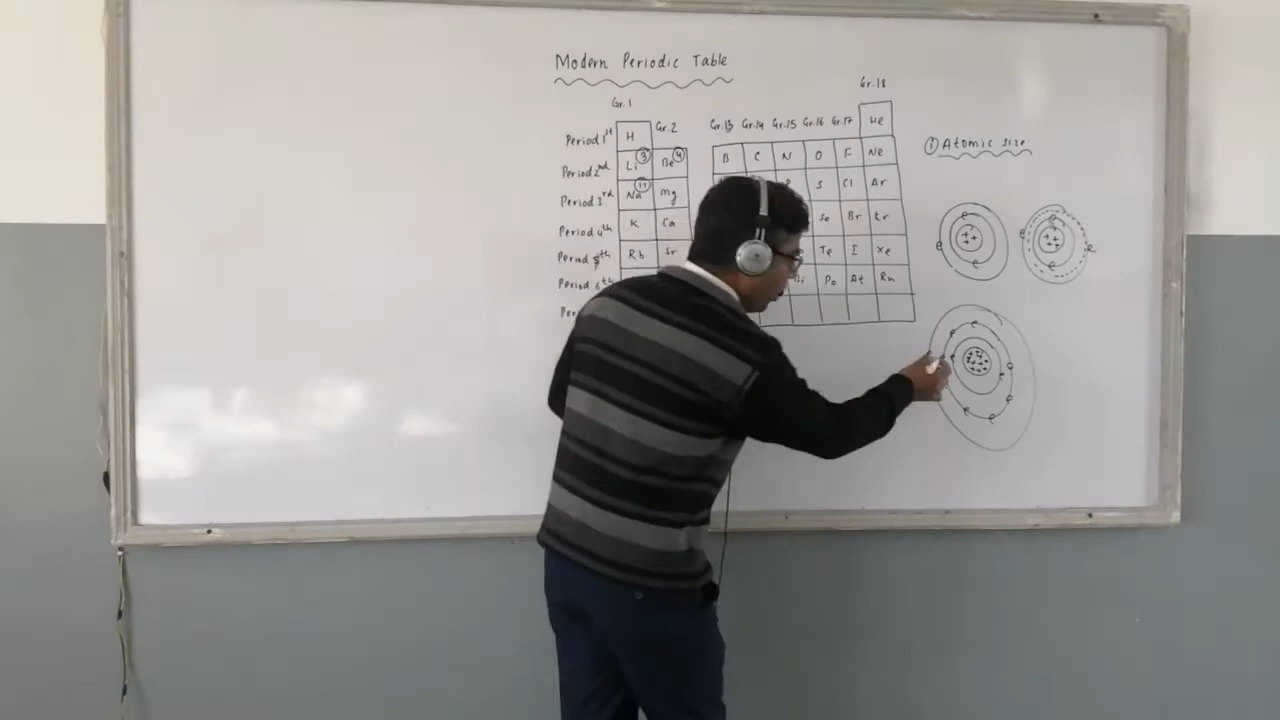 Modern Periodic Table
Gr.18
Gr.1
Gr.2 Gr.13 Gr.14 Gr.15 Gr.16 Gr.17 He
Period 1st H
① Atomic size
Period 2nd Li ③ Be ④ B C N O F Ne
Period 3rd Na ⑪ Mg P S Cl Ar
Period 4th K Ca Se Br Kr
Period 5th Rb Sr Te I Xe
Period 6th Bi Po At Rn